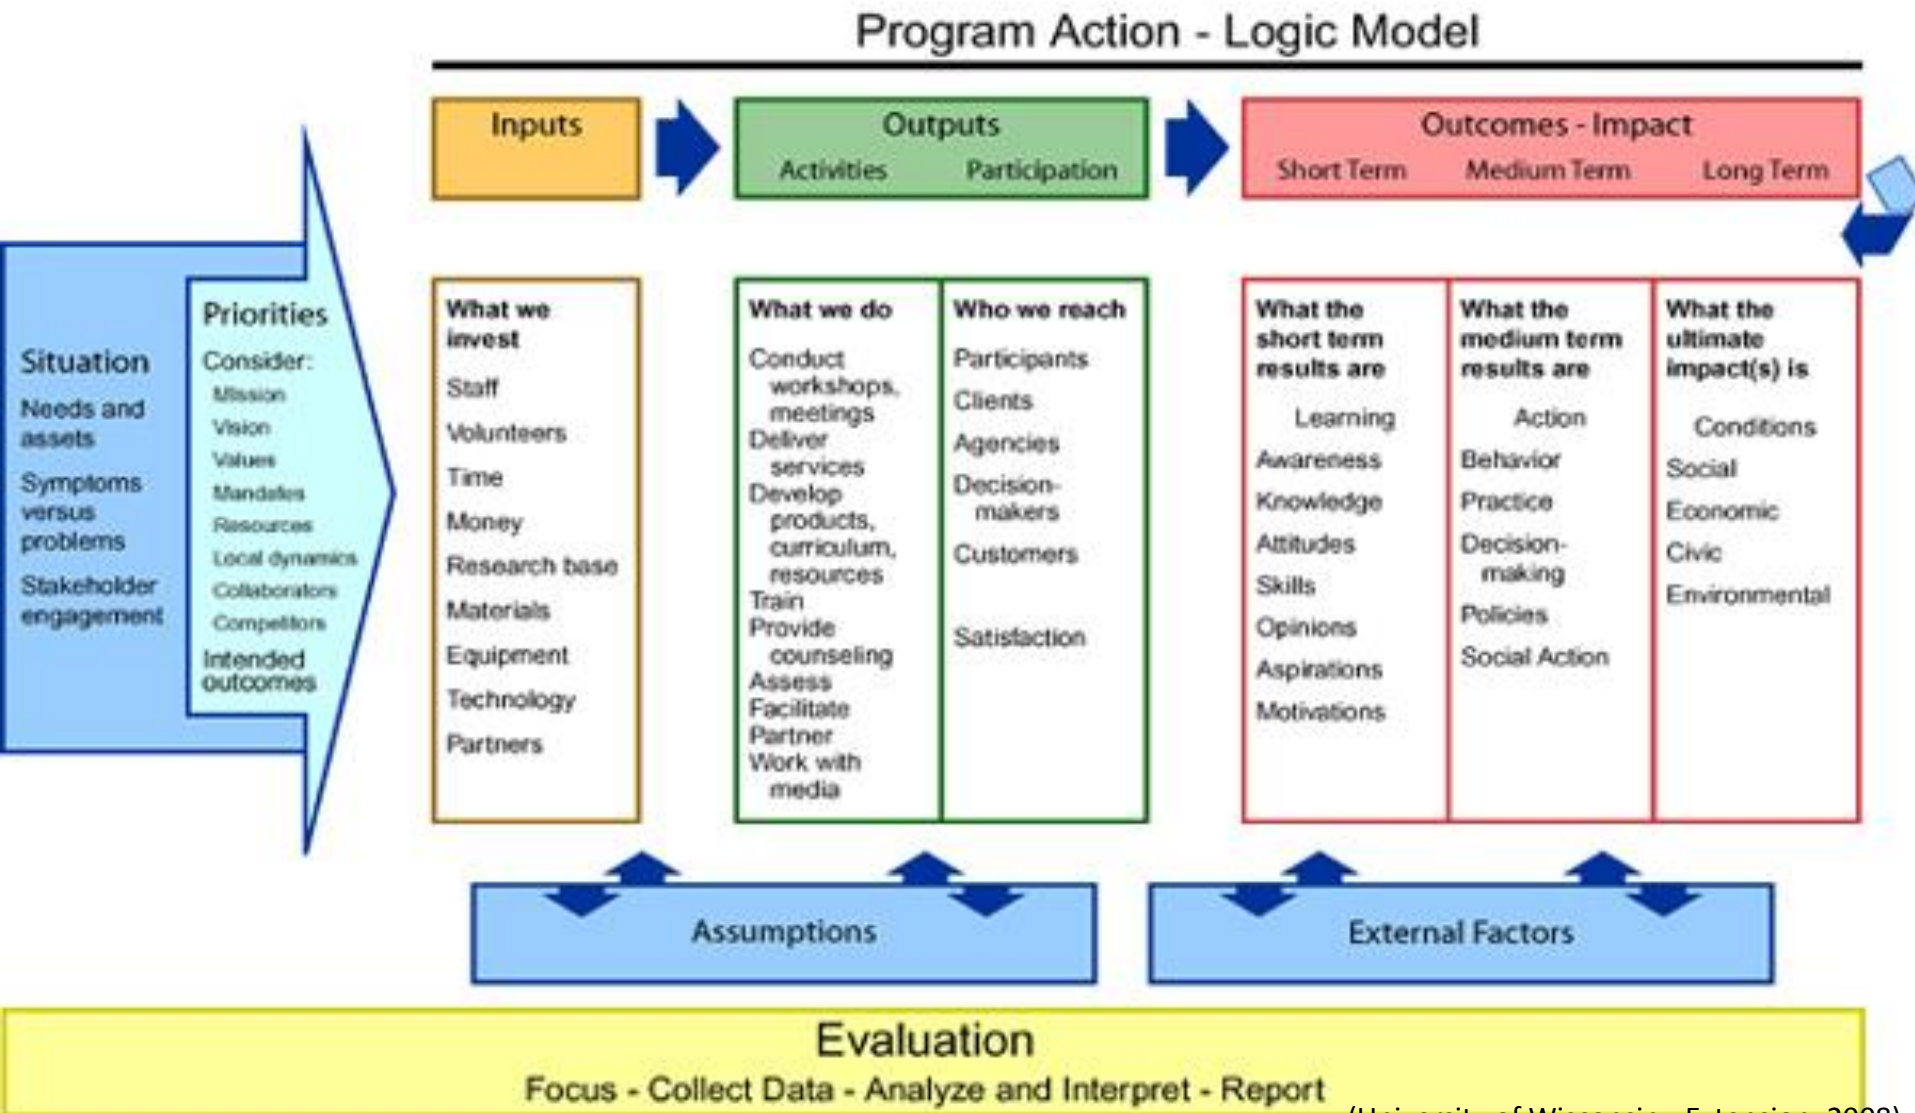 Program Action - Logic Model
Inputs
Outputs
Activities
Participation
Outcomes - Impact
Short Term
Medium Term
Long Term
Situation
Needs and
assets
Symptoms
versus
problems
Stakeholder
engagement
Priorities
Consider:
Mission
Vision
Values
Mandates
Resources
Local dynamics
Collaborators
Competitors
Intended
outcomes
What we
invest
Staff
Volunteers
Time
Money
Research base
Materials
Equipment
Technology
Partners
What we do
Conduct
workshops,
meetings
Deliver
services
Develop
products,
curriculum,
resources
Train
Provide
counseling
Assess
Facilitate
Partner
Work with
media
Who we reach
Participants
Clients
Agencies
Decision-
makers
Customers
Satisfaction
What the
short term
results are
Learning
Awareness
Knowledge
Attitudes
Skills
Opinions
Aspirations
Motivations
What the
medium term
results are
Action
Behavior
Practice
Decision-
making
Policies
Social Action
What the
ultimate
impact(s) is
Conditions
Social
Economic
Civic
Environmental
Assumptions
External Factors
Evaluation
Focus - Collect Data - Analyze and Interpret - Report